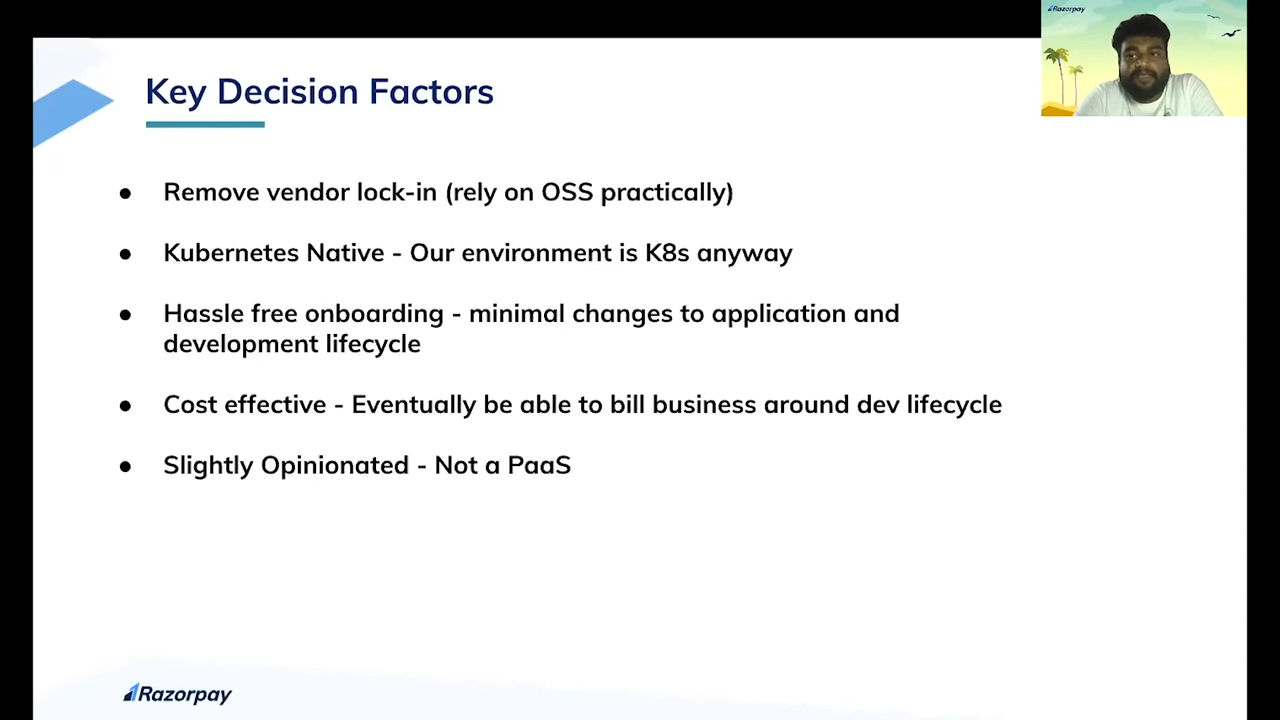 Razorpay
Key Decision Factors
● Remove vendor lock-in (rely on OSS practically)
● Kubernetes Native - Our environment is K8s anyway
● Hassle free onboarding - minimal changes to application and
development lifecycle
● Cost effective - Eventually be able to bill business around dev lifecycle
● Slightly Opinionated - Not a PaaS
Razorpay